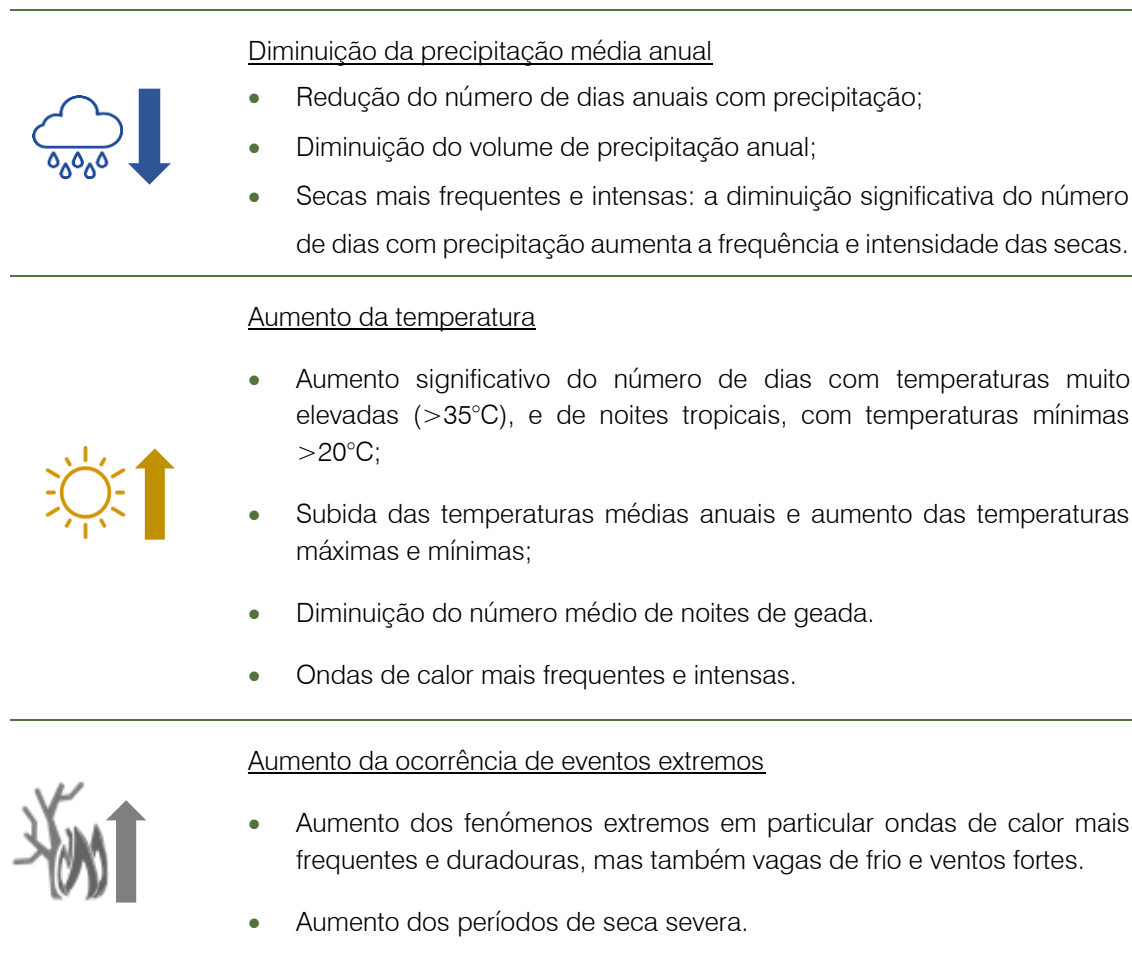 Diminuição da precipitação média anual
• Redução do número de dias anuais com precipitação;
• Diminuição do volume de precipitação anual;
• Secas mais frequentes e intensas: a diminuição significativa do número
de dias com precipitação aumenta a frequência e intensidade das secas.
Aumento da temperatura
• Aumento significativo do número de dias com temperaturas muito
elevadas (>35°C), e de noites tropicais, com temperaturas mínimas
>20°C;
• Subida das temperaturas médias anuais e aumento das temperaturas
máximas e mínimas;
• Diminuição do número médio de noites de geada.
• Ondas de calor mais frequentes e intensas.
Aumento da ocorrência de eventos extremos
• Aumento dos fenómenos extremos em particular ondas de calor mais
frequentes e duradouras, mas também vagas de frio e ventos fortes.
• Aumento dos períodos de seca severa.